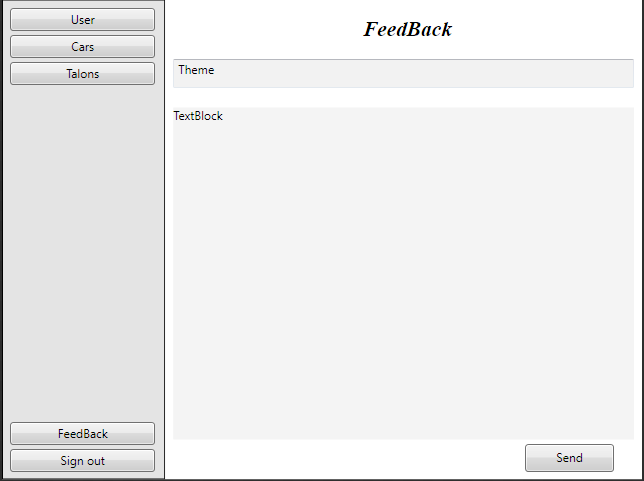 User
Cars
Talons
FeedBack
Sign out
FeedBack
Theme
TextBlock
Send